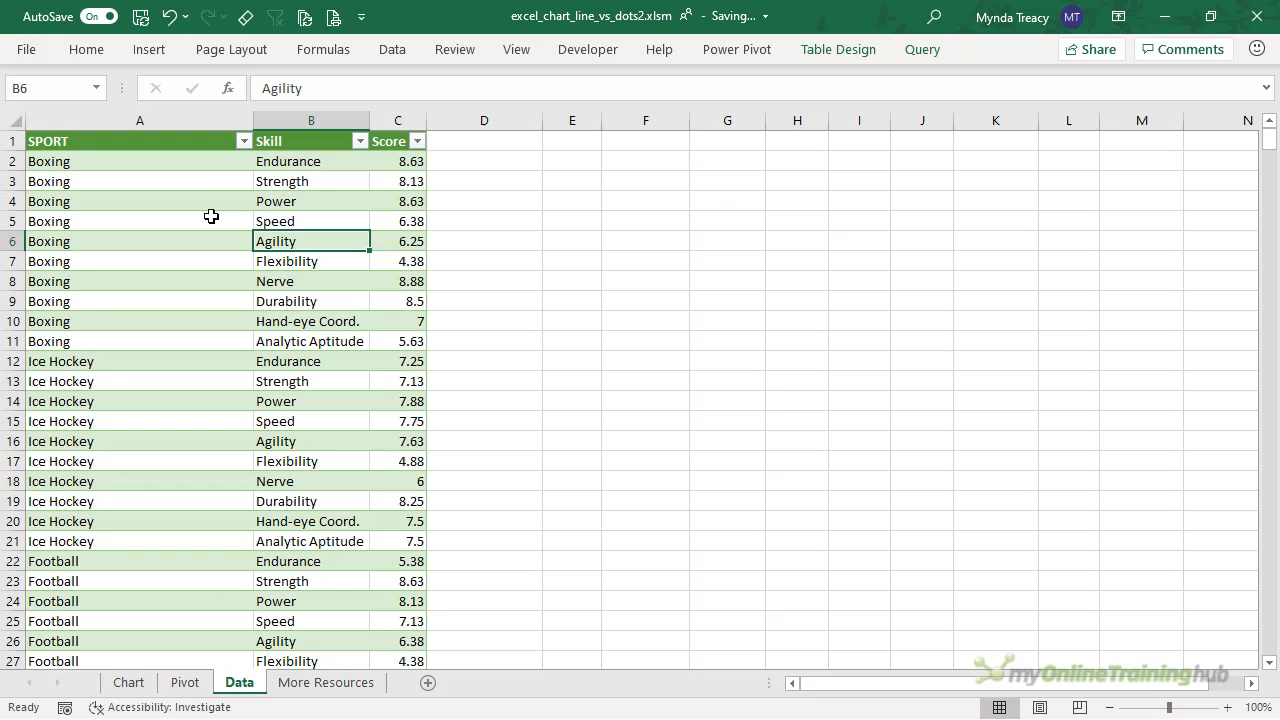 AutoSave On excel_chart_line_vs_dots2.xlsm - Saving... Mynda Treacy MT
File Home Insert Page Layout Formulas Data Review View Developer Help Power Pivot Table Design Query Share Comments
B6 fx Agility
A B C D E F G H I J K L M N
1 SPORT Skill Score
2 Boxing Endurance 8.63
3 Boxing Strength 8.13
4 Boxing Power 8.63
5 Boxing Speed 6.38
6 Boxing Agility 6.25
7 Boxing Flexibility 4.38
8 Boxing Nerve 8.88
9 Boxing Durability 8.5
10 Boxing Hand-eye Coord. 7
11 Boxing Analytic Aptitude 5.63
12 Ice Hockey Endurance 7.25
13 Ice Hockey Strength 7.13
14 Ice Hockey Power 7.88
15 Ice Hockey Speed 7.75
16 Ice Hockey Agility 7.63
17 Ice Hockey Flexibility 4.88
18 Ice Hockey Nerve 6
19 Ice Hockey Durability 8.25
20 Ice Hockey Hand-eye Coord. 7.5
21 Ice Hockey Analytic Aptitude 7.5
22 Football Endurance 5.38
23 Football Strength 8.63
24 Football Power 8.13
25 Football Speed 7.13
26 Football Agility 6.38
27 Football Flexibility 4.38
Chart Pivot Data More Resources myOnlineTraininghub
Ready Accessibility: Investigate 100%